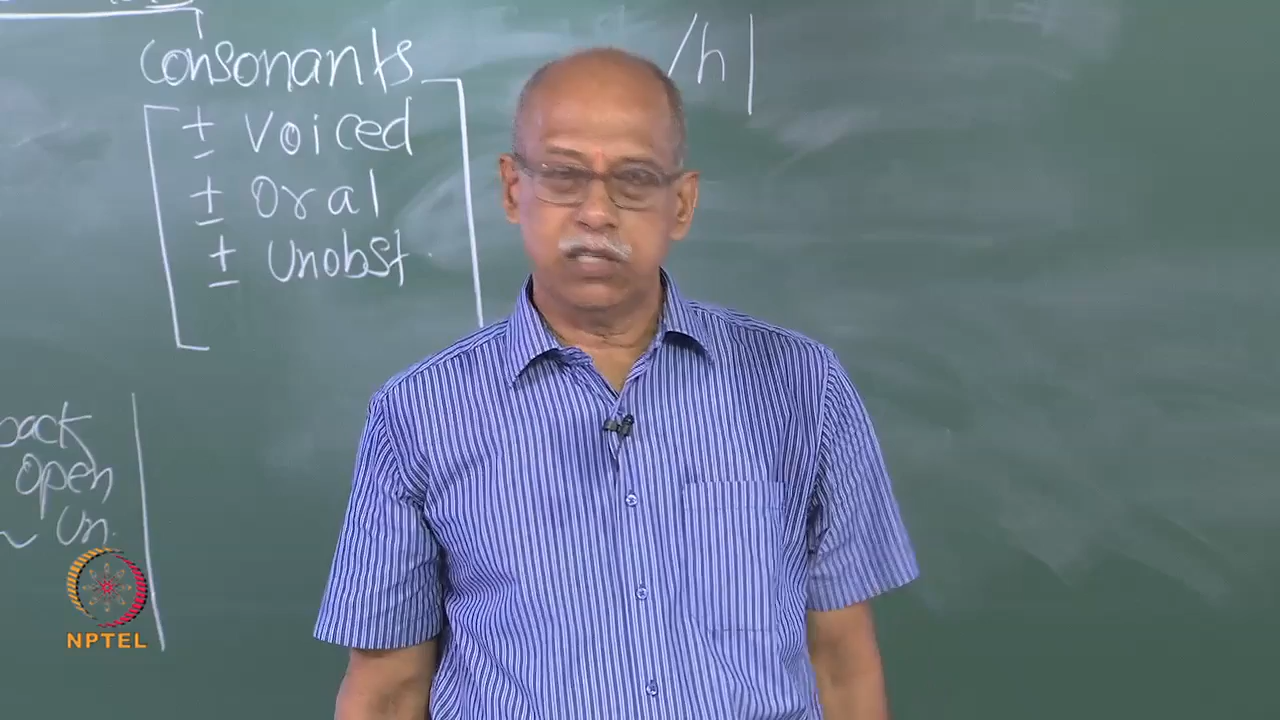 consonants
± voiced
± oral
± unobst.
/h/
back
open
~ Un.
NPTEL